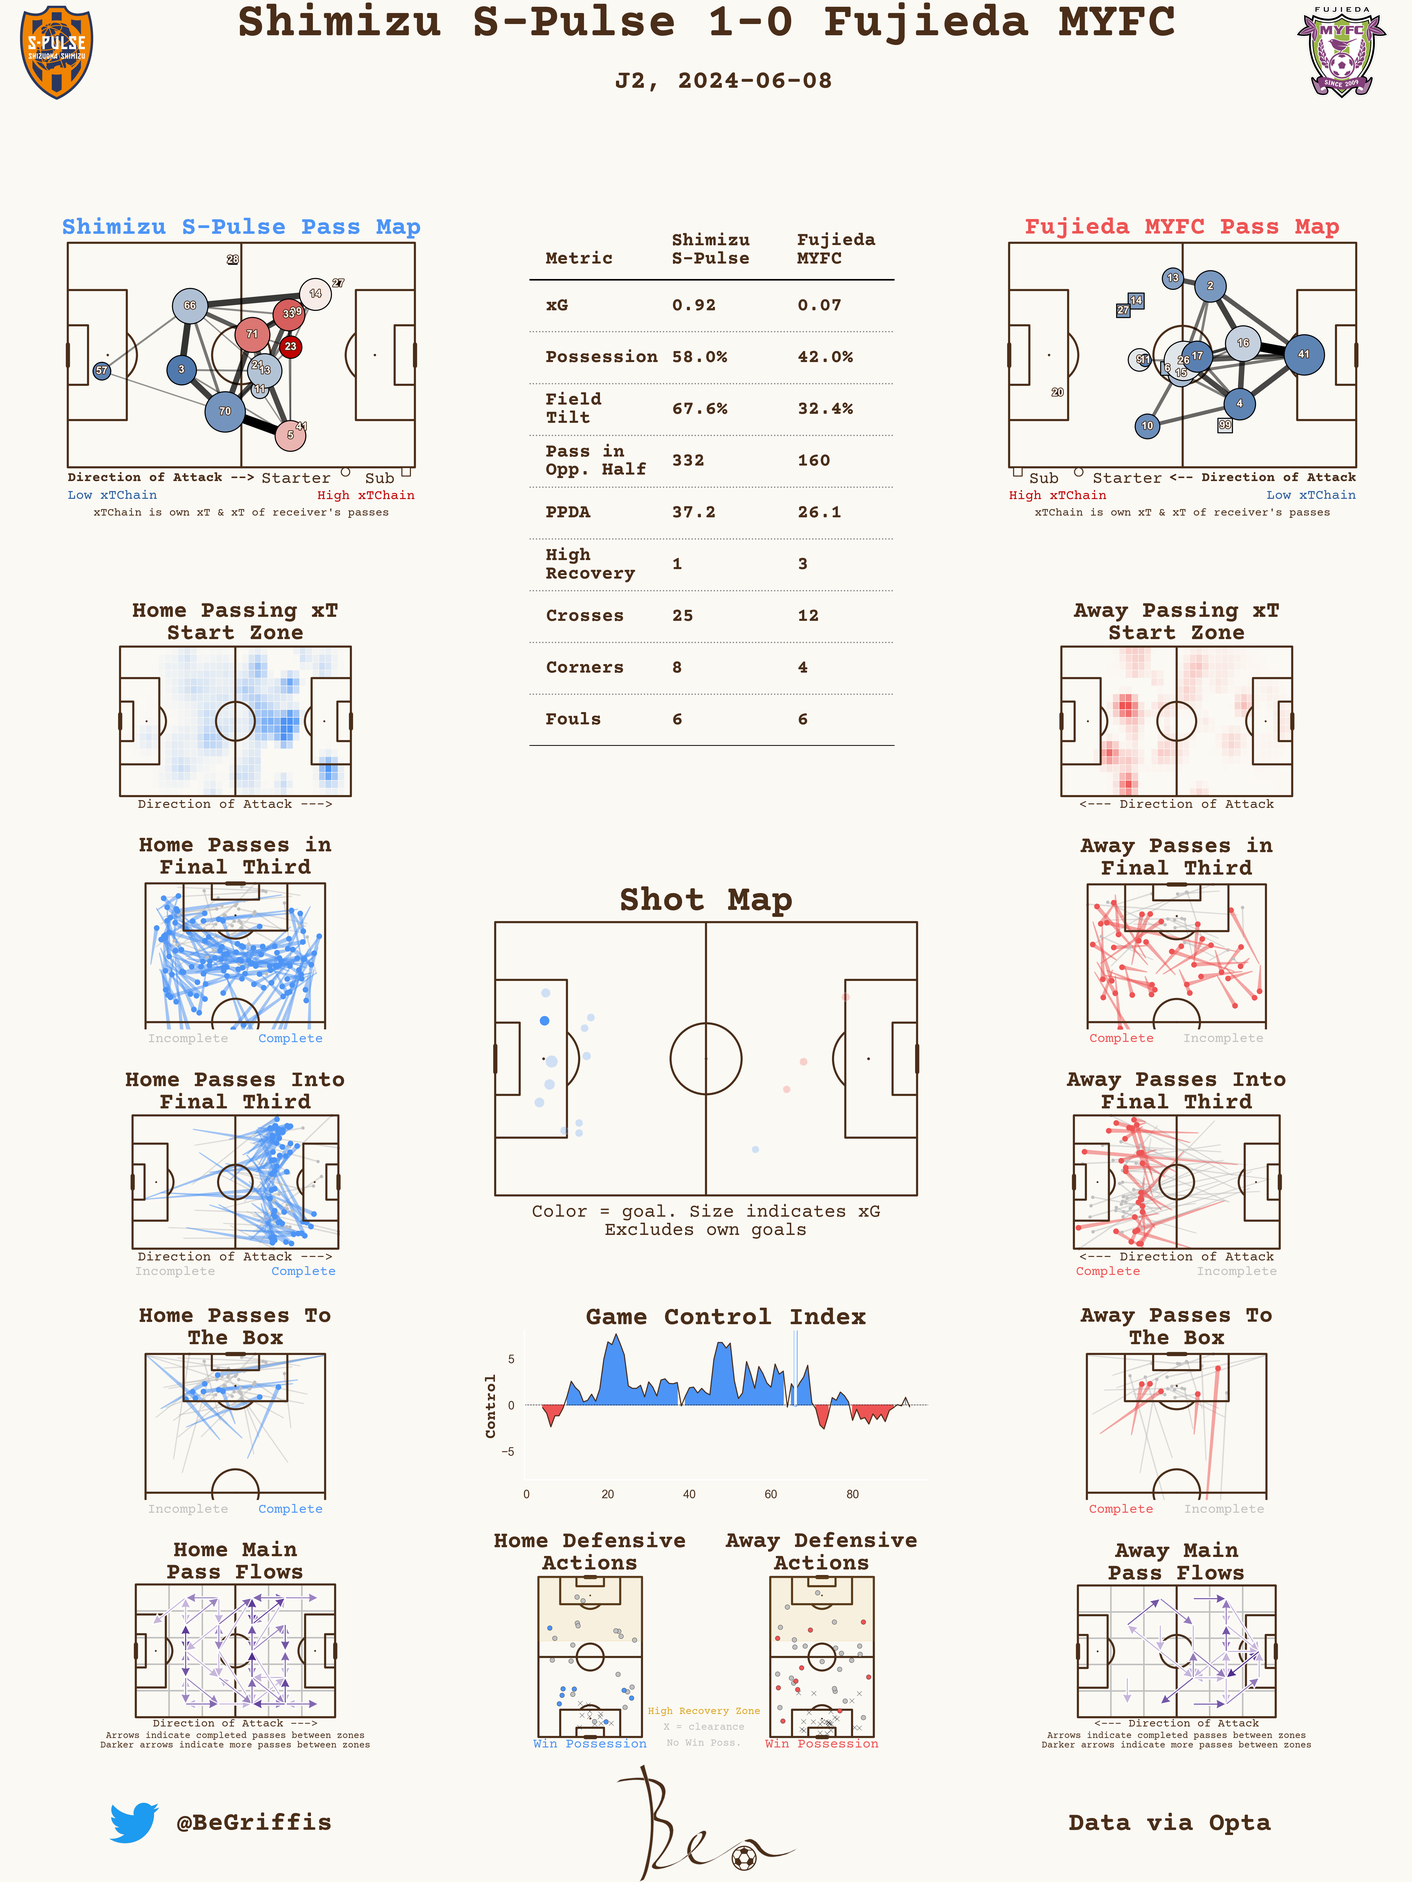 Shimizu S-Pulse 1-0 Fujieda MYFC
J2, 2024-06-08
S-PULSE
SHIZUOKA SHIMIZU
FUJIEDA
MYFC
SINCE 2009
Shimizu S-Pulse Pass Map
28
27
14
66
33
71
23
57
3
13
11
70
5
41
Direction of Attack --> Starter Sub
Low xTChain High xTChain
xTChain is own xT & xT of receiver's passes
Metric Shimizu S-Pulse Fujieda MYFC
xG 0.92 0.07
Possession 58.0% 42.0%
Field Tilt 67.6% 32.4%
Pass in Opp. Half 332 160
PPDA 37.2 26.1
High Recovery 1 3
Crosses 25 12
Corners 8 4
Fouls 6 6
Fujieda MYFC Pass Map
13
2
14
27
16
41
26
17
11
6
15
20
4
10
99
Sub Starter <-- Direction of Attack
High xTChain Low xTChain
xTChain is own xT & xT of receiver's passes
Home Passing xT
Start Zone
Direction of Attack --->
Away Passing xT
Start Zone
<--- Direction of Attack
Home Passes in
Final Third
Incomplete Complete
Away Passes in
Final Third
Complete Incomplete
Shot Map
Color = goal. Size indicates xG
Excludes own goals
Home Passes Into
Final Third
Direction of Attack --->
Incomplete Complete
Away Passes Into
Final Third
<--- Direction of Attack
Complete Incomplete
Home Passes To
The Box
Incomplete Complete
Game Control Index
Control
5
0
−5
0 20 40 60 80
Away Passes To
The Box
Complete Incomplete
Home Main
Pass Flows
Direction of Attack --->
Arrows indicate completed passes between zones
Darker arrows indicate more passes between zones
Home Defensive
Actions
Win Possession
High Recovery Zone
X = clearance
No Win Poss.
Away Defensive
Actions
Win Possession
Away Main
Pass Flows
<--- Direction of Attack
Arrows indicate completed passes between zones
Darker arrows indicate more passes between zones
@BeGriffis
Ben
Data via Opta